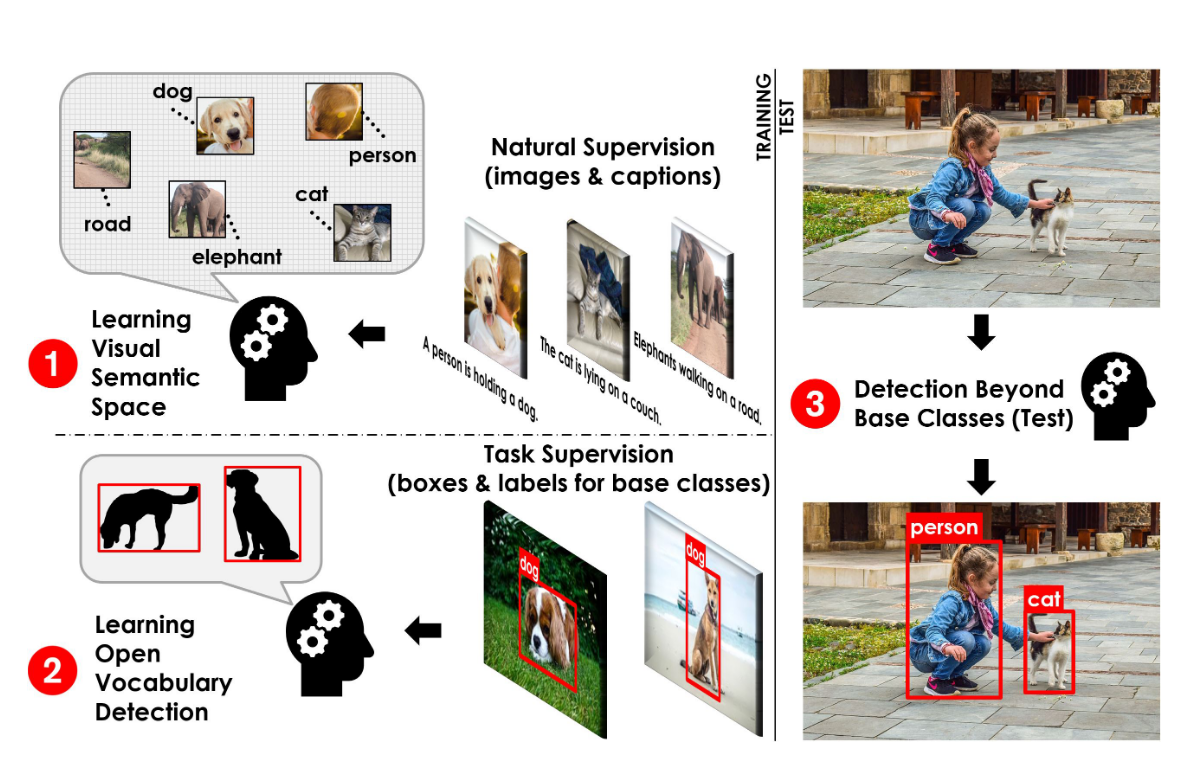 dog
person
road
cat
elephant
Natural Supervision
(images & captions)
A person is holding a dog.
The cat is lying on a couch.
Elephants walking on a road.
1
Learning
Visual
Semantic
Space
Task Supervision
(boxes & labels for base classes)
dog
dog
2
Learning
Open
Vocabulary
Detection
TRAINING
TEST
3
Detection Beyond
Base Classes (Test)
person
cat